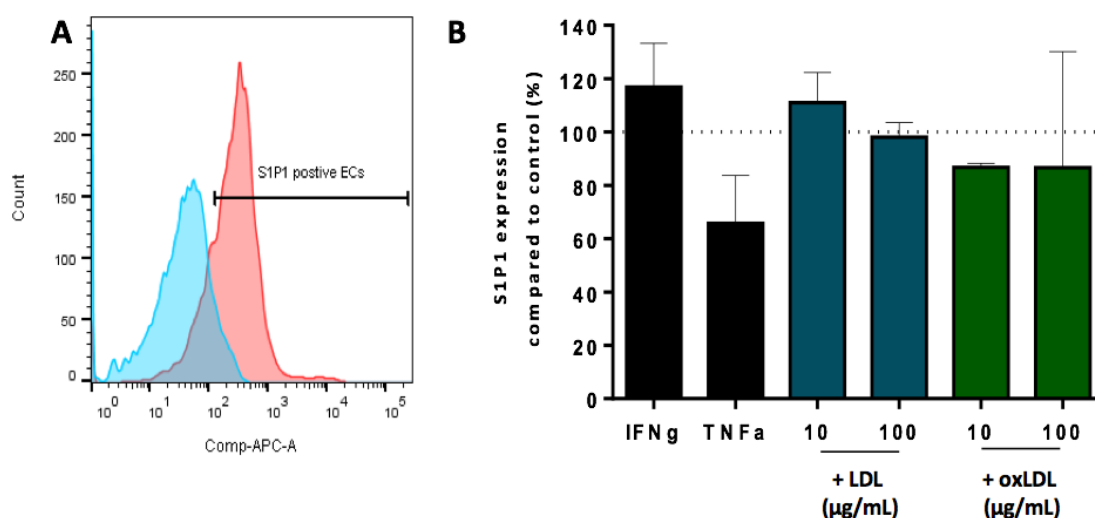 A
Count
250
200
150
100
50
0
S1P1 postive ECs
10^0 10^1 10^2 10^3 10^4 10^5
Comp-APC-A
B
S1P1 expression
compared to control (%)
140
120
100
80
60
40
20
0
IFNg TNFa 10 100 10 100
+ LDL + oxLDL
(µg/mL) (µg/mL)